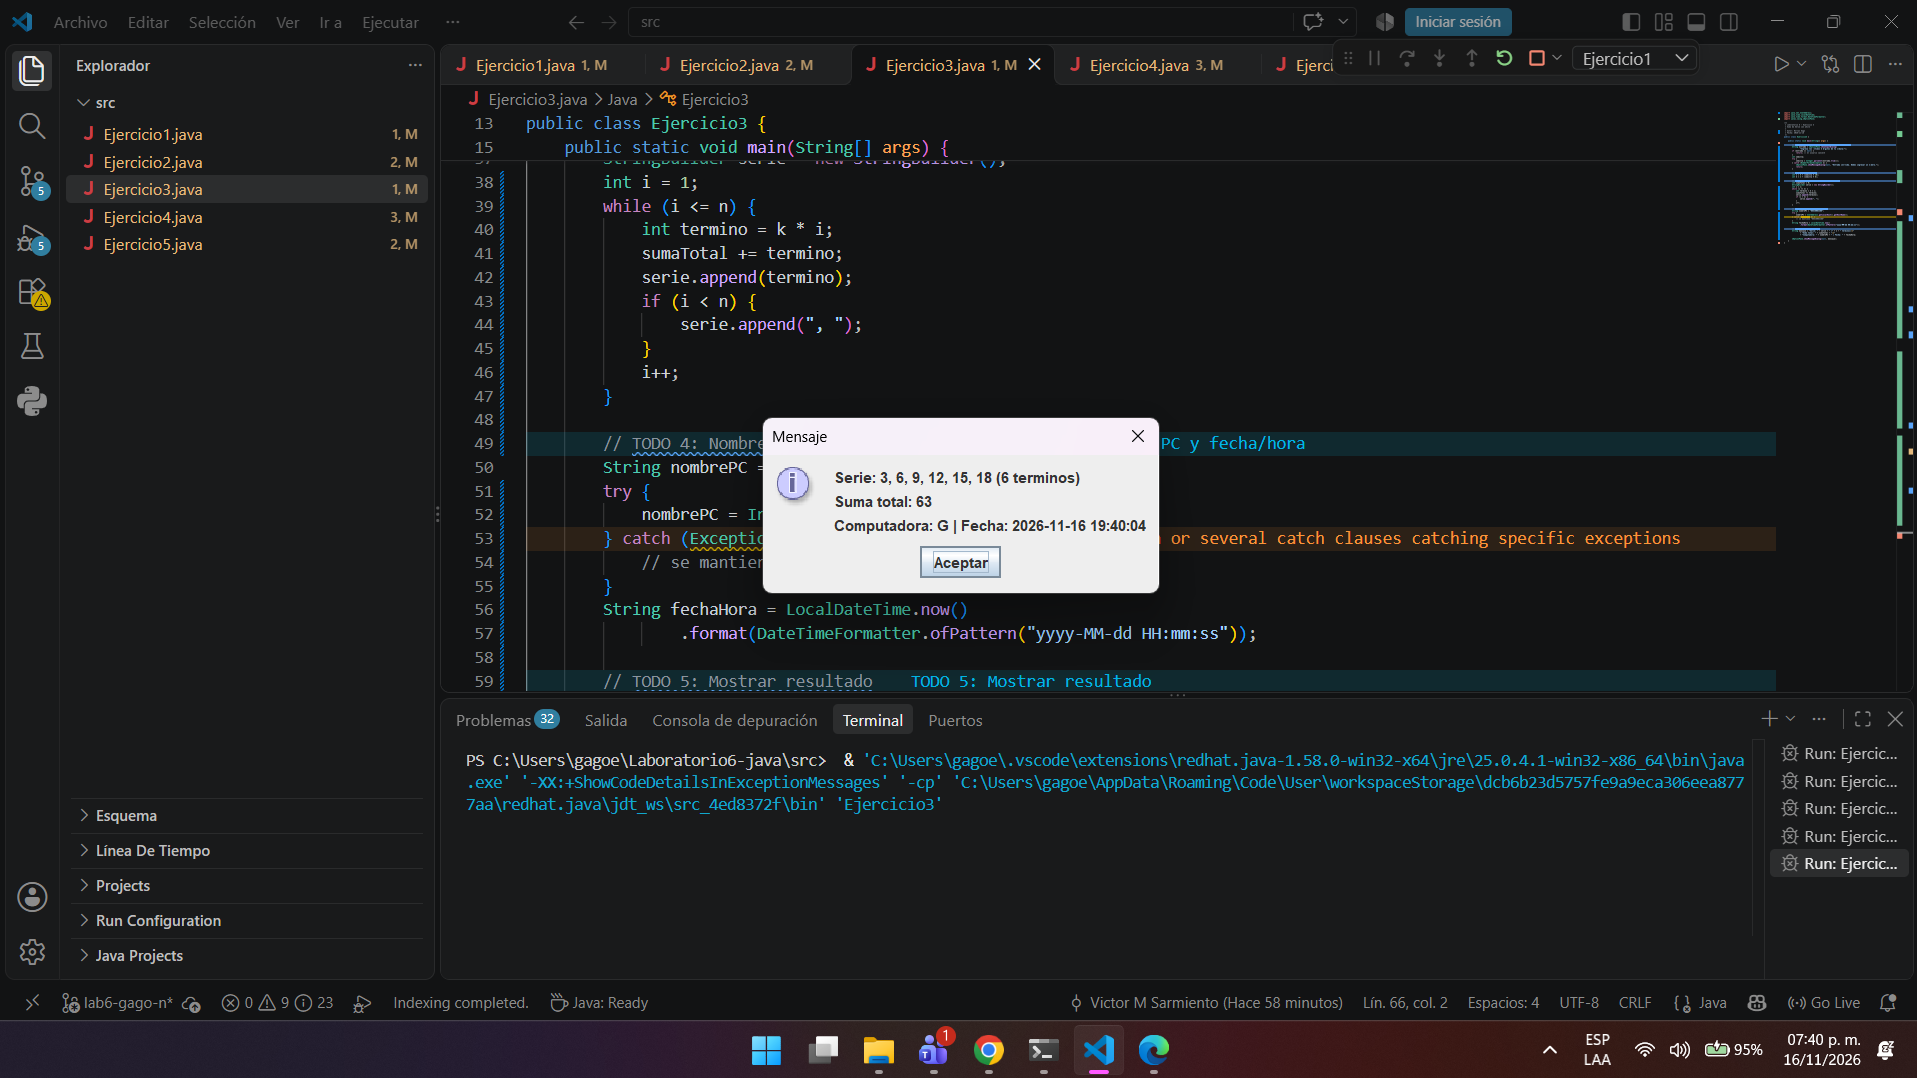 Archivo Editar Selección Ver Ir a Ejecutar ···
src
Iniciar sesión
Explorador
src
Ejercicio1.java 1, M
Ejercicio2.java 2, M
Ejercicio3.java 1, M
Ejercicio4.java 3, M
Ejercicio5.java 2, M
5
5
Esquema
Línea De Tiempo
Projects
Run Configuration
Java Projects
Ejercicio1.java 1, M
Ejercicio2.java 2, M
Ejercicio3.java 1, M
Ejercicio4.java 3, M
Ejerci
Ejercicio1
Ejercicio3.java > Java > Ejercicio3
13 public class Ejercicio3 {
15 public static void main(String[] args) {
38 int i = 1;
39 while (i <= n) {
40 int termino = k * i;
41 sumaTotal += termino;
42 serie.append(termino);
43 if (i < n) {
44 serie.append(", ");
45 }
46 i++;
47 }
48
49 // TODO 4: Nombre PC y fecha/hora
50 String nombrePC =
51 try {
52 nombrePC = In
53 } catch (Exceptio or several catch clauses catching specific exceptions
54 // se mantien
55 }
56 String fechaHora = LocalDateTime.now()
57 .format(DateTimeFormatter.ofPattern("yyyy-MM-dd HH:mm:ss"));
58
59 // TODO 5: Mostrar resultado TODO 5: Mostrar resultado
Mensaje
Serie: 3, 6, 9, 12, 15, 18 (6 terminos)
Suma total: 63
Computadora: G | Fecha: 2026-11-16 19:40:04
Aceptar
Problemas 32 Salida Consola de depuración Terminal Puertos
PS C:\Users\gagoe\Laboratorio6-java\src> & 'C:\Users\gagoe\.vscode\extensions\redhat.java-1.58.0-win32-x64\jre\25.0.4.1-win32-x86_64\bin\java
.exe' '-XX:+ShowCodeDetailsInExceptionMessages' '-cp' 'C:\Users\gagoe\AppData\Roaming\Code\User\workspaceStorage\dcb6b23d5757fe9a9eca306eea877
7aa\redhat.java\jdt_ws\src_4ed8372f\bin' 'Ejercicio3'
Run: Ejercic...
Run: Ejercic...
Run: Ejercic...
Run: Ejercic...
Run: Ejercic...
lab6-gago-n* 0 9 23 Indexing completed. Java: Ready Victor M Sarmiento (Hace 58 minutos) Lín. 66, col. 2 Espacios: 4 UTF-8 CRLF Java Go Live
1
ESP
LAA
95%
07:40 p. m.
16/11/2026